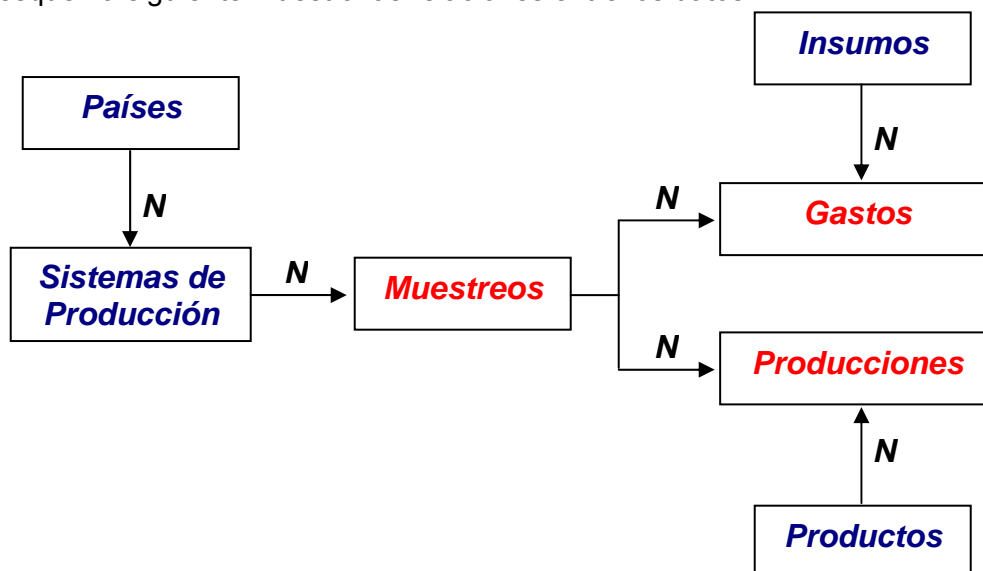 Insumos
Países
N
N
Gastos
N
Sistemas de
Producción
N
Muestreos
N
Producciones
N
Productos